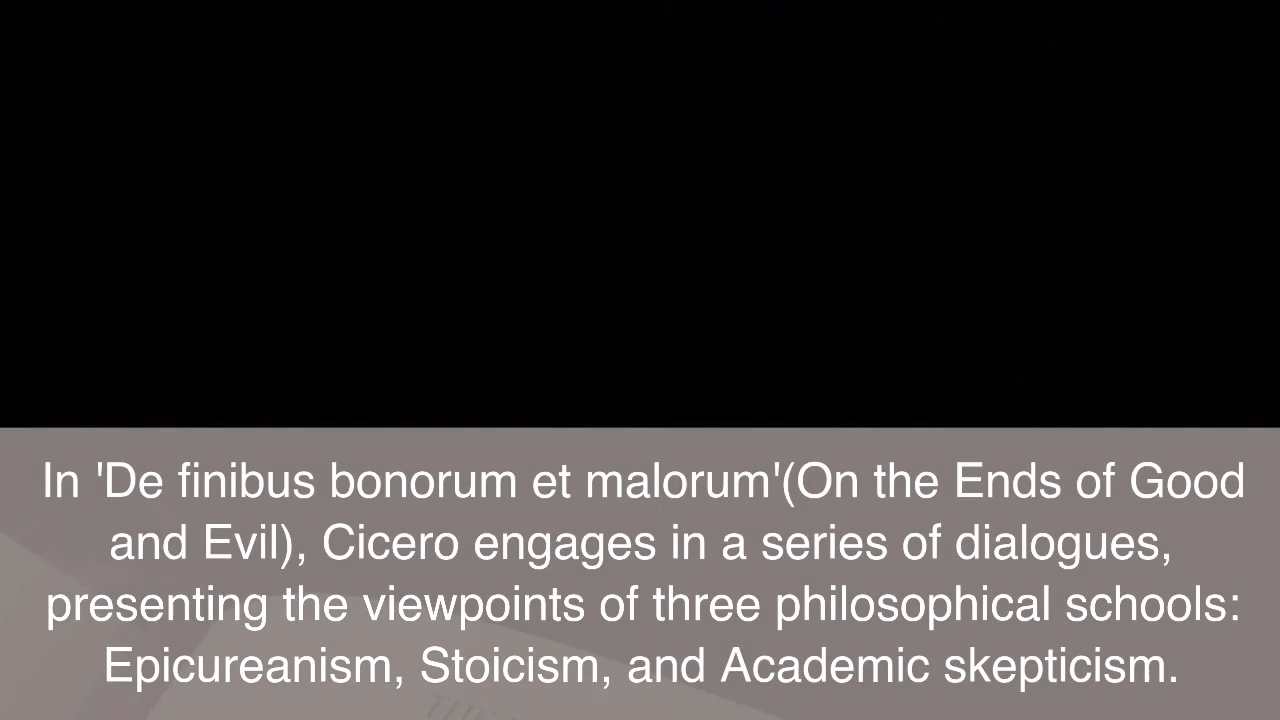 In 'De finibus bonorum et malorum'(On the Ends of Good
and Evil), Cicero engages in a series of dialogues,
presenting the viewpoints of three philosophical schools:
Epicureanism, Stoicism, and Academic skepticism.